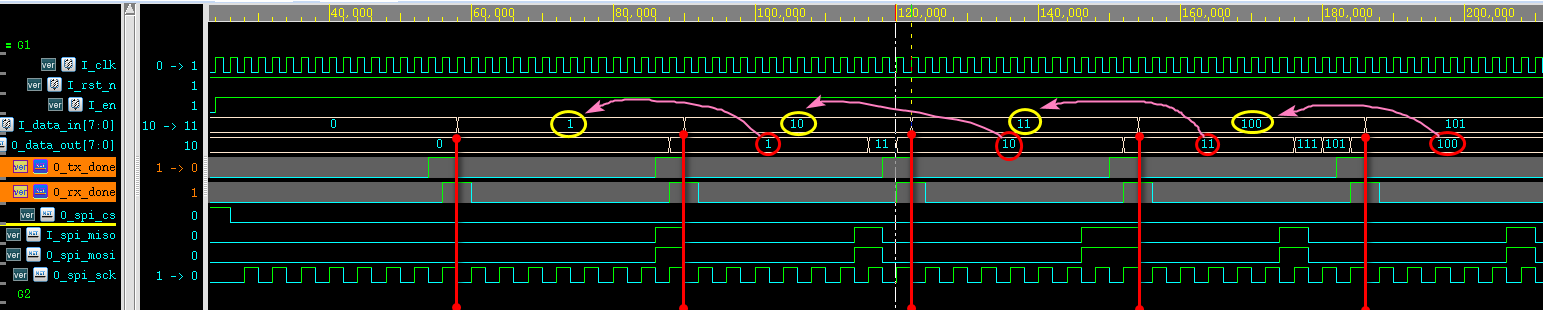 40,000 60,000 80,000 100,000 120,000 140,000 160,000 180,000 200,000
= G1
ver I_clk 0 -> 1
ver I_rst_n 1
ver I_en 1
I_data_in[7:0] 10 -> 11 0 1 10 11 100 101
O_data_out[7:0] 10 0 1 11 10 11 111 101 100
ver O_tx_done 1 -> 0
ver O_rx_done 1
ver O_spi_cs 0
ver I_spi_miso 0
ver O_spi_mosi 0
ver O_spi_sck 1 -> 0
G2